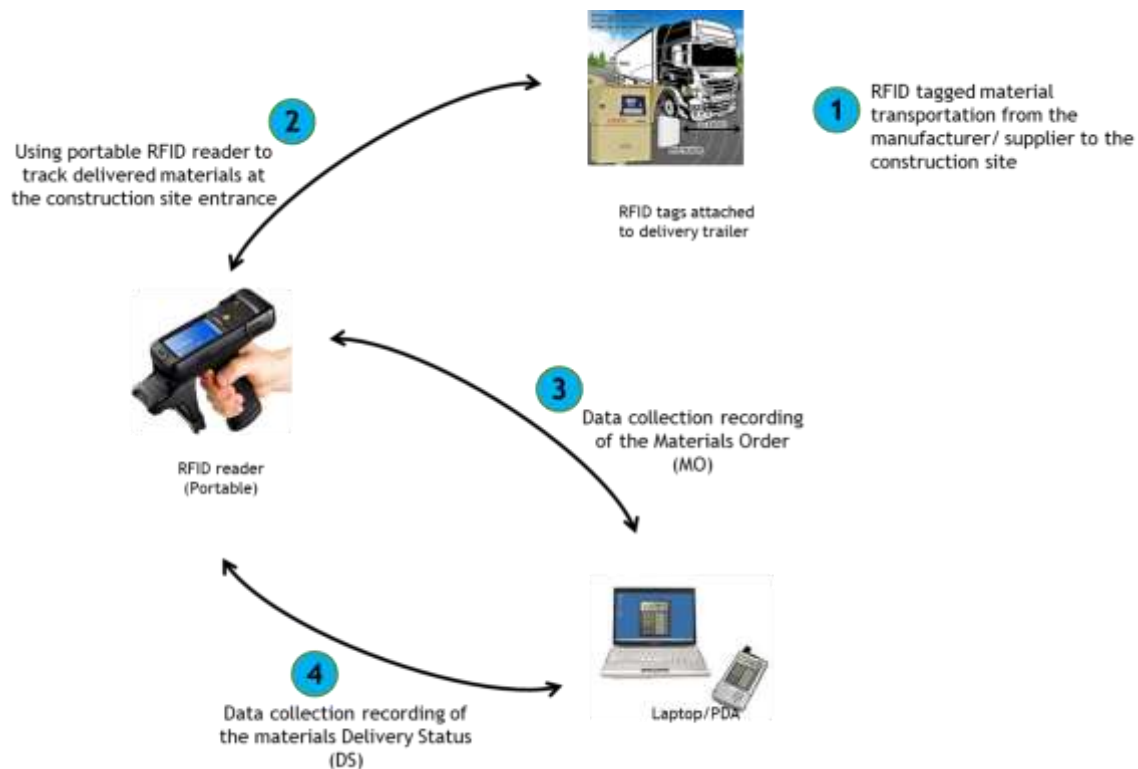 1
RFID tagged material
transportation from the
manufacturer/ supplier to the
construction site
RFID tags attached
to delivery trailer
2
Using portable RFID reader to
track delivered materials at
the construction site entrance
RFID reader
(Portable)
3
Data collection recording
of the Materials Order
(MO)
Laptop/PDA
4
Data collection recording of
the materials Delivery Status
(DS)